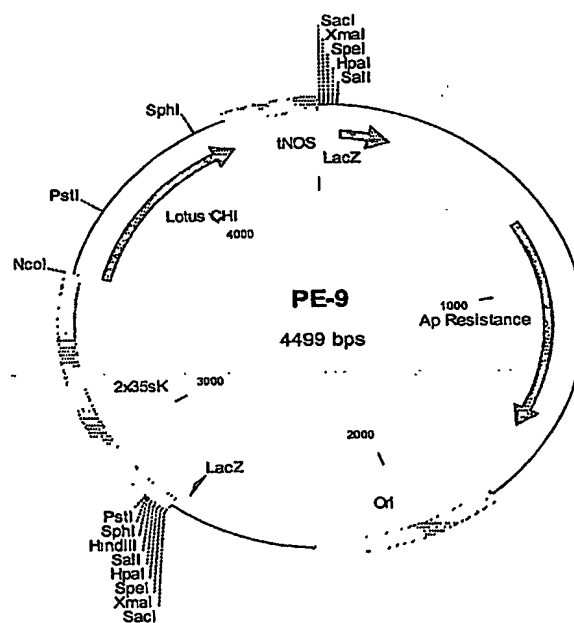 SacI
XmaI
SpeI
HpaI
SalI
SphI
tNOS
LacZ
I
PstI
Lotus CHI
4000
NcoI
PE-9
1000
Ap Resistance
4499 bps
2x35sK
3000
2000
LacZ
Ori
PstI
SphI
HindIII
SalI
HpaI
SpeI
XmaI
SacI